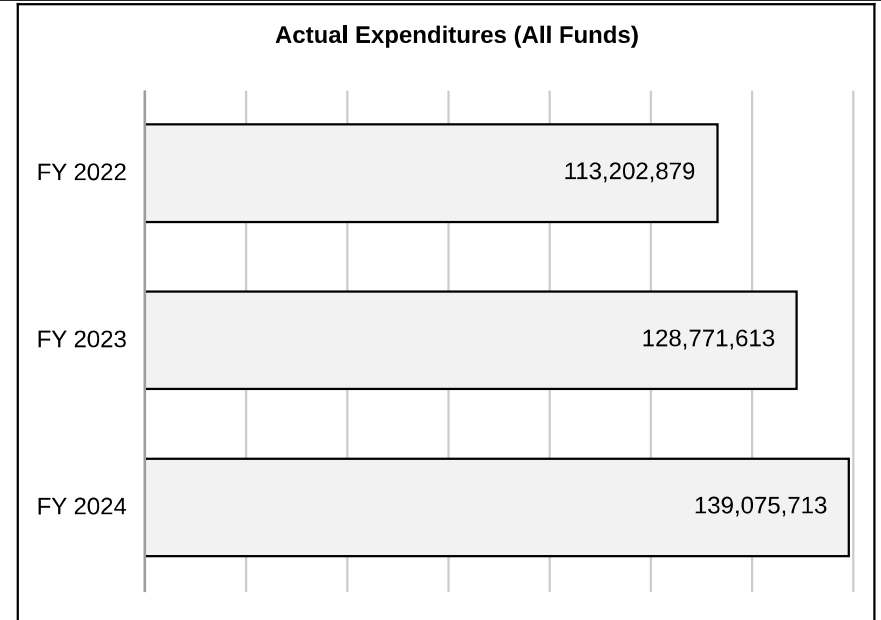 Actual Expenditures (All Funds)
FY 2022 113,202,879
FY 2023 128,771,613
FY 2024 139,075,713